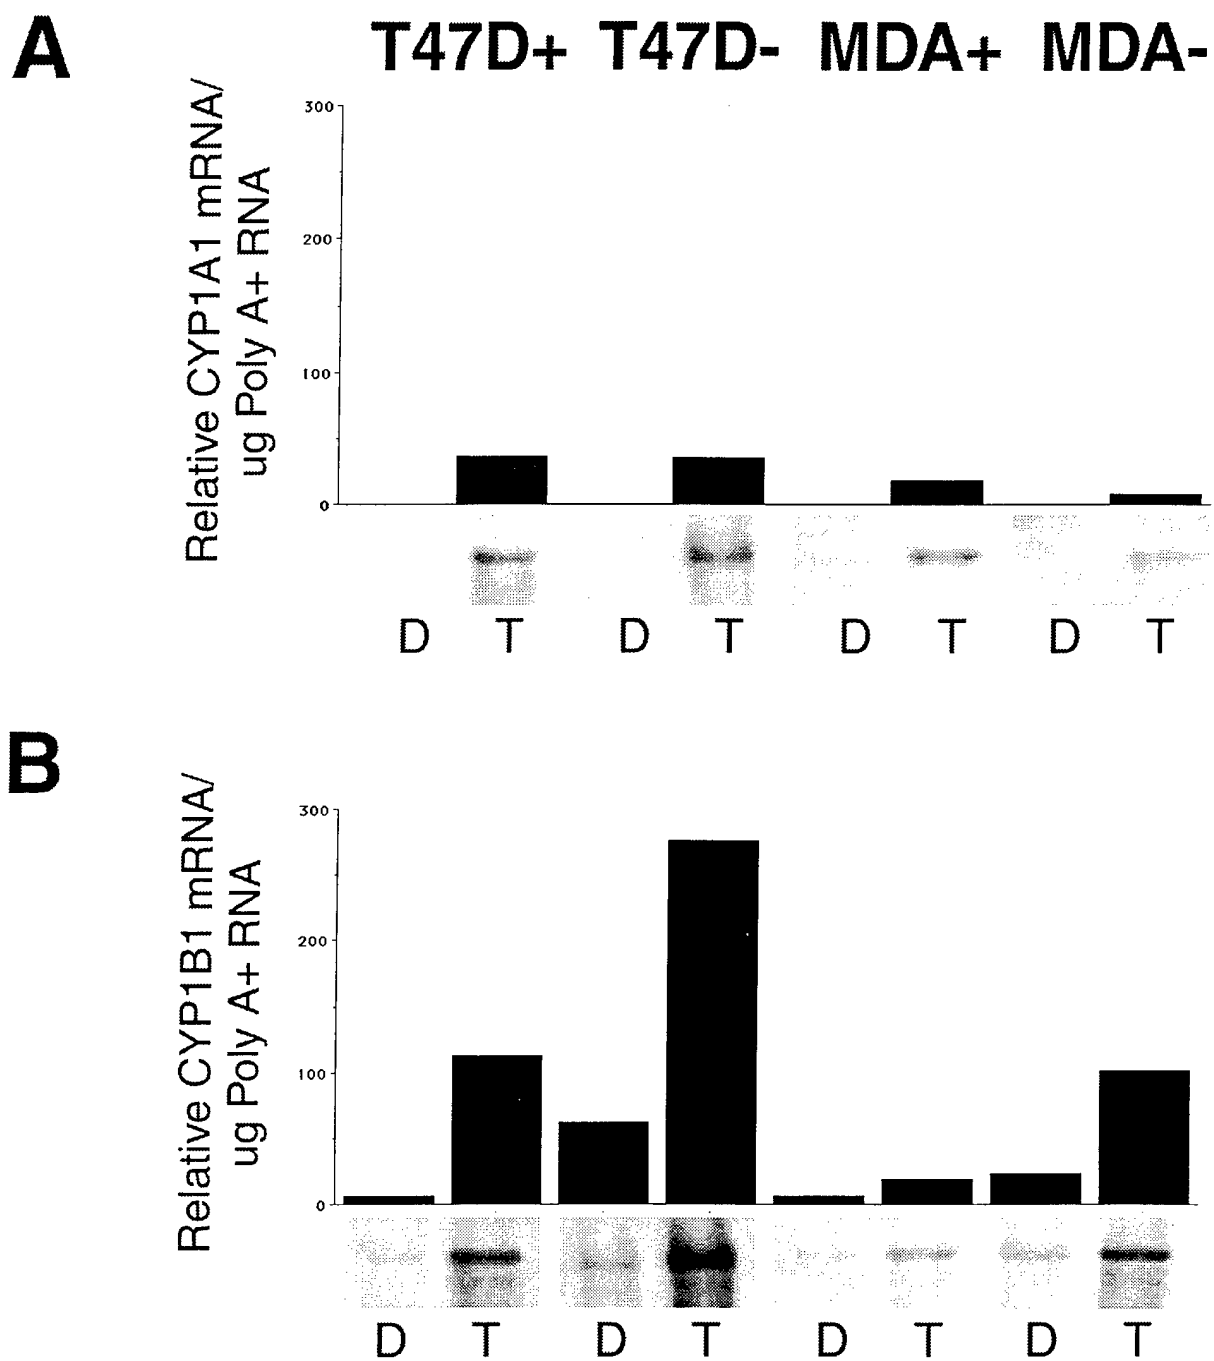 A
T47D+ T47D- MDA+ MDA-
Relative CYP1A1 mRNA/
ug Poly A+ RNA
300
200
100
0
D T D T D T D T
B
Relative CYP1B1 mRNA/
ug Poly A+ RNA
300
200
100
0
D T D T D T D T